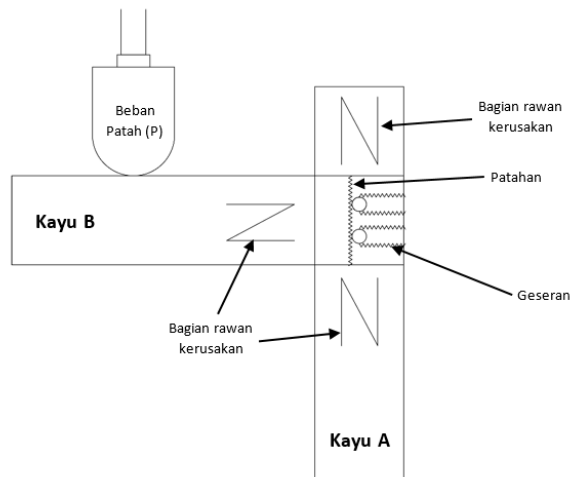 Beban
Patah (P)
Bagian rawan
kerusakan
Patahan
Kayu B
Geseran
Bagian rawan
kerusakan
Kayu A